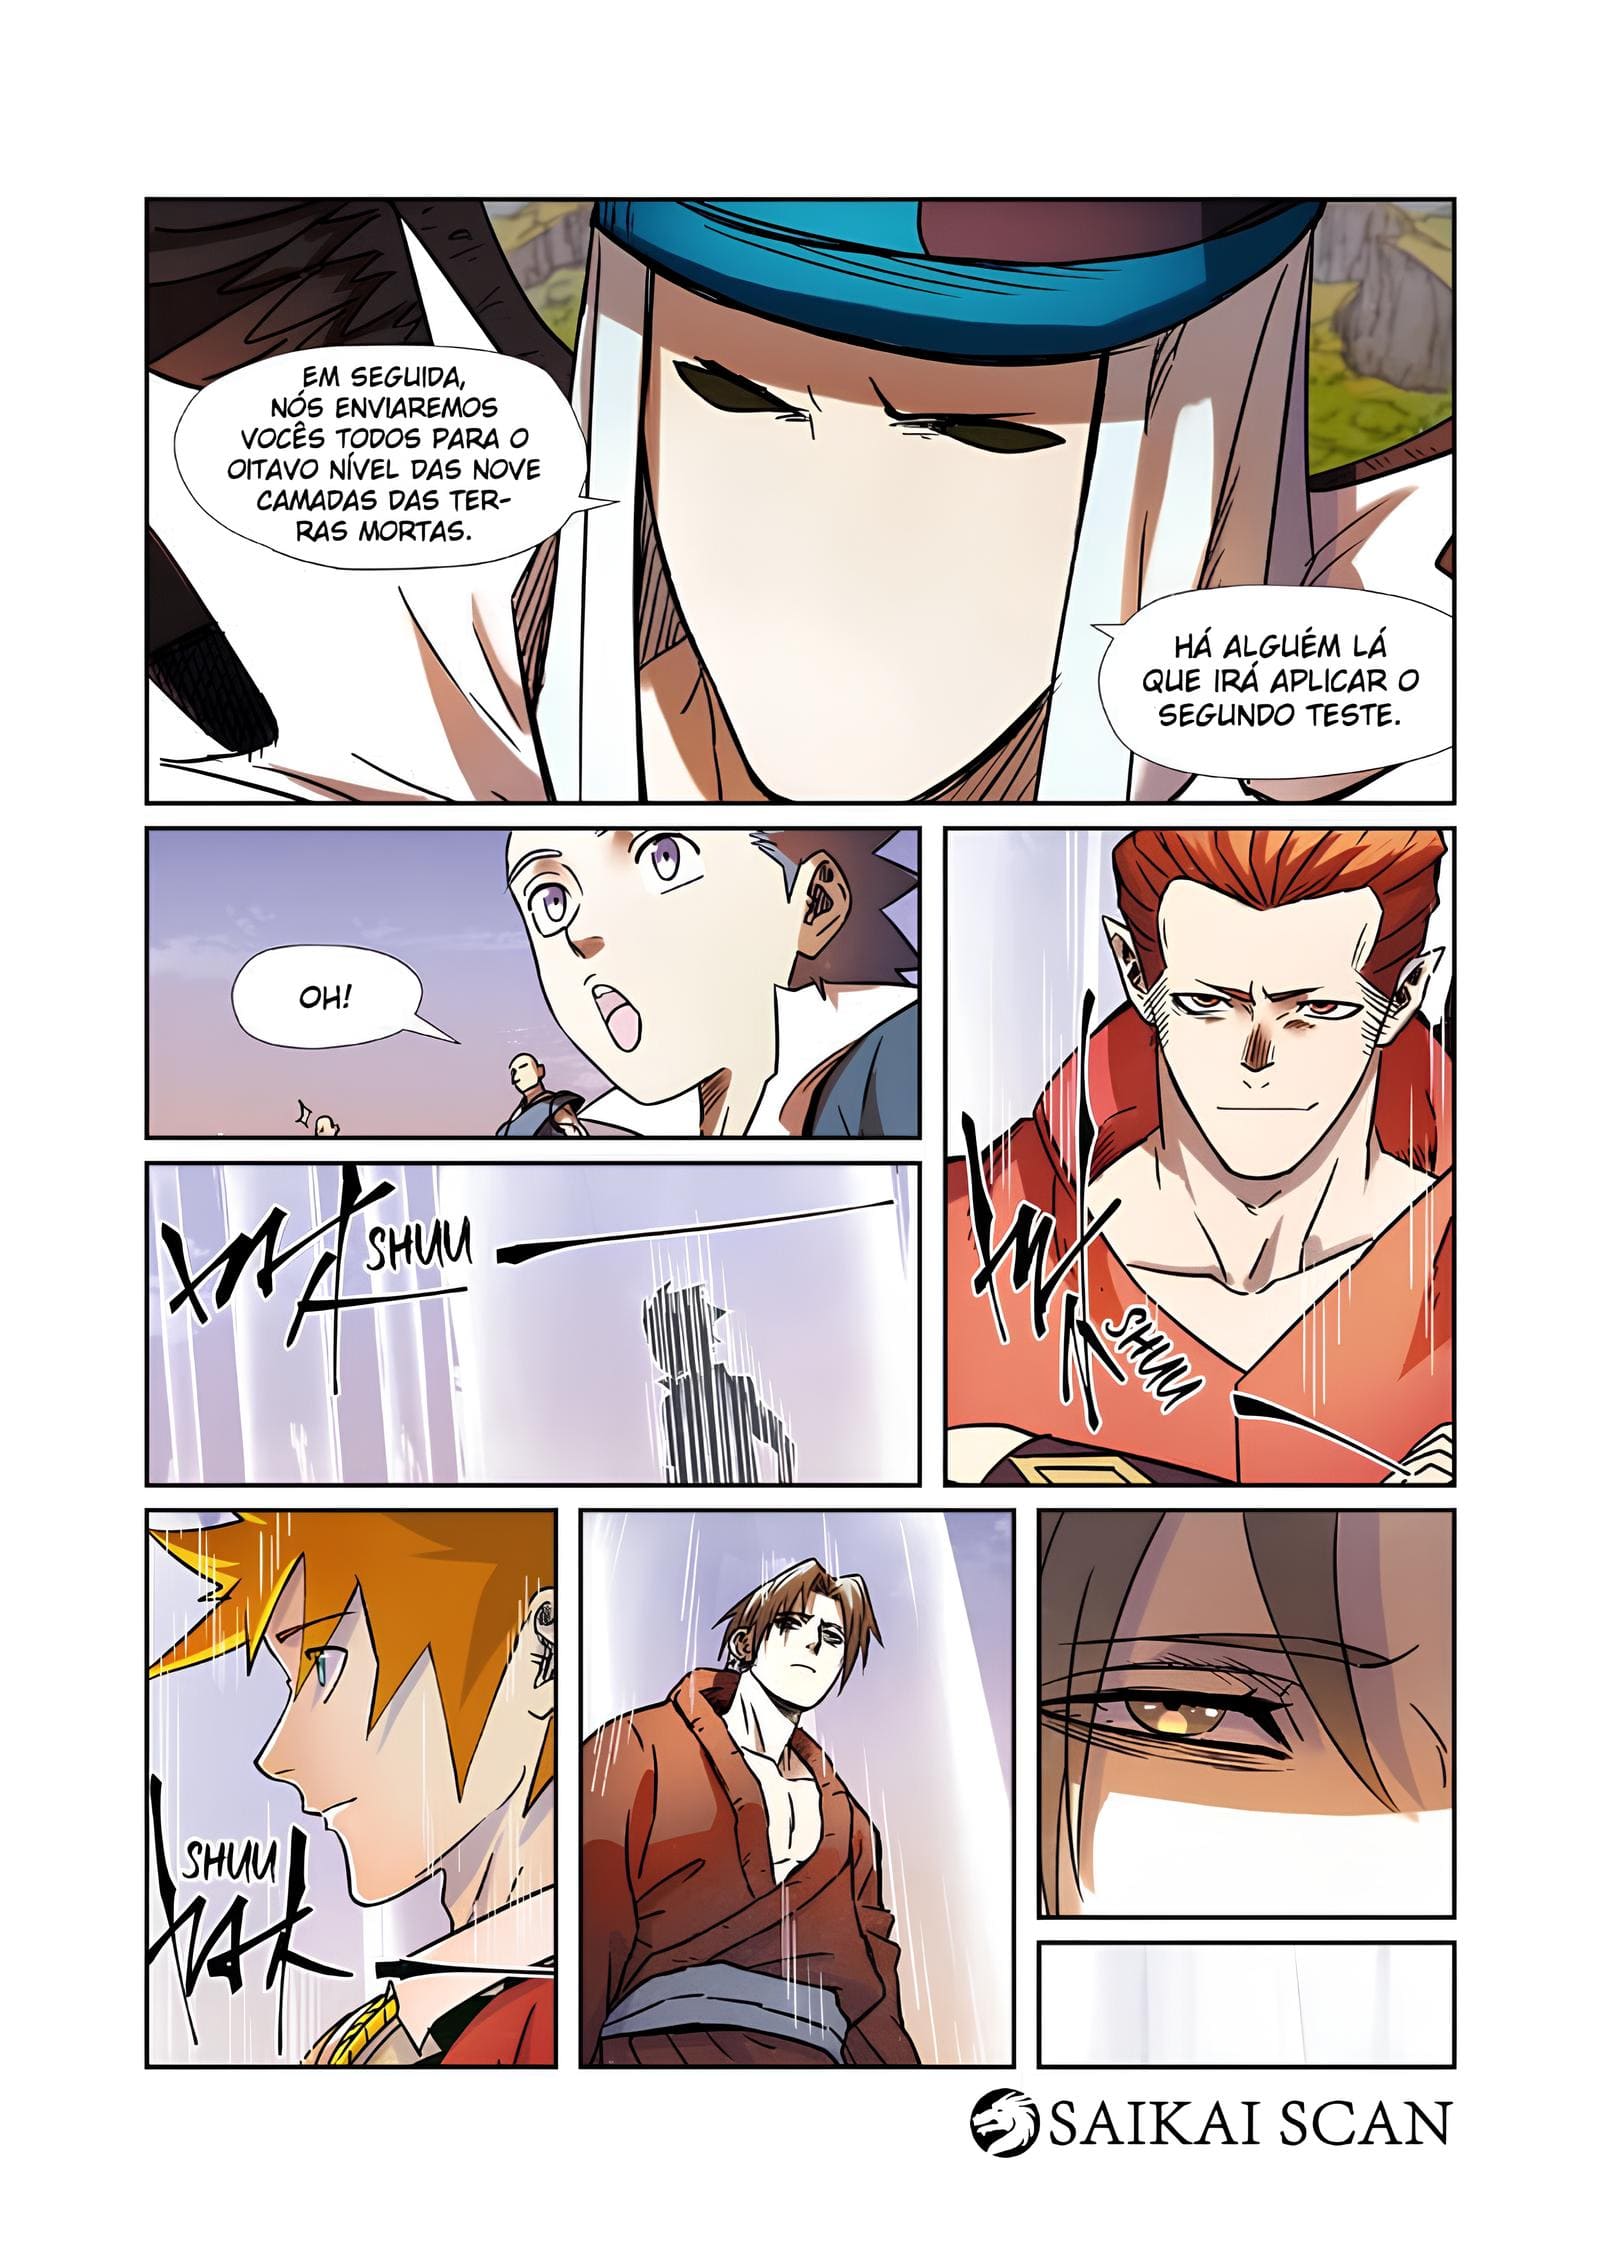 EM SEGUIDA,
NÓS ENVIAREMOS
VOCÊS TODOS PARA O
OITAVO NÍVEL DAS NOVE
CAMADAS DAS TER-
RAS MORTAS.
HÁ ALGUÉM LÁ
QUE IRÁ APLICAR O
SEGUNDO TESTE.
OH!
SHUU
SHUU
SHUU
SAIKAI SCAN